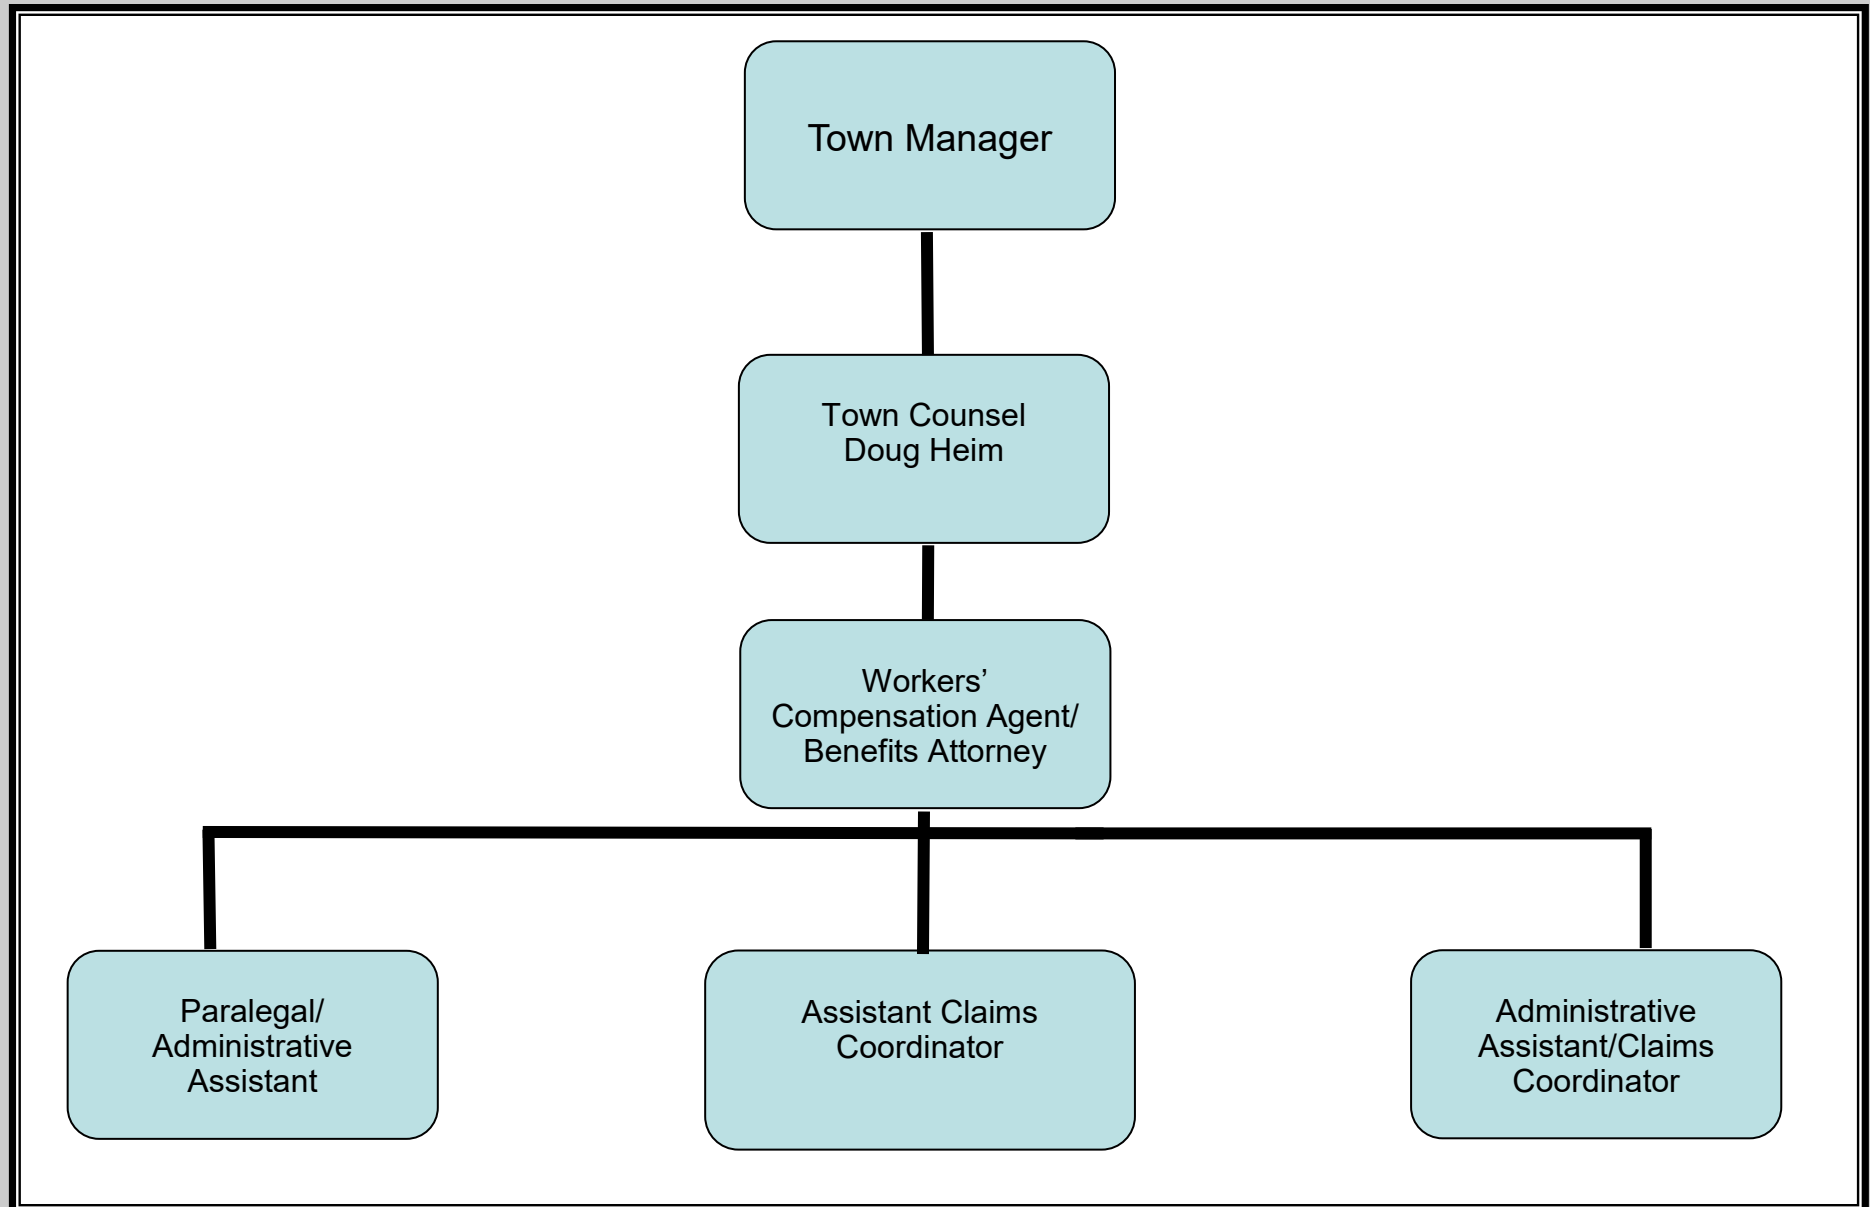 Town Manager
Town Counsel
Doug Heim
Workers’
Compensation Agent/
Benefits Attorney
Paralegal/
Administrative
Assistant
Assistant Claims
Coordinator
Administrative
Assistant/Claims
Coordinator